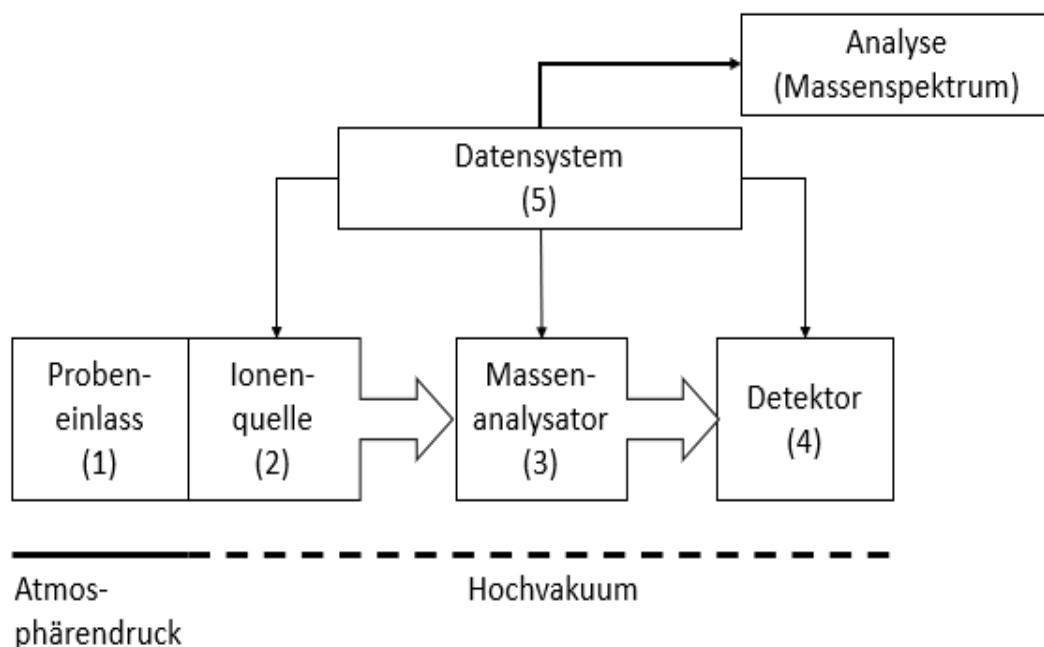 Analyse
(Massenspektrum)
Datensystem
(5)
Proben-
einlass
(1)
Ionen-
quelle
(2)
Massen-
analysator
(3)
Detektor
(4)
Atmos-
phärendruck
Hochvakuum